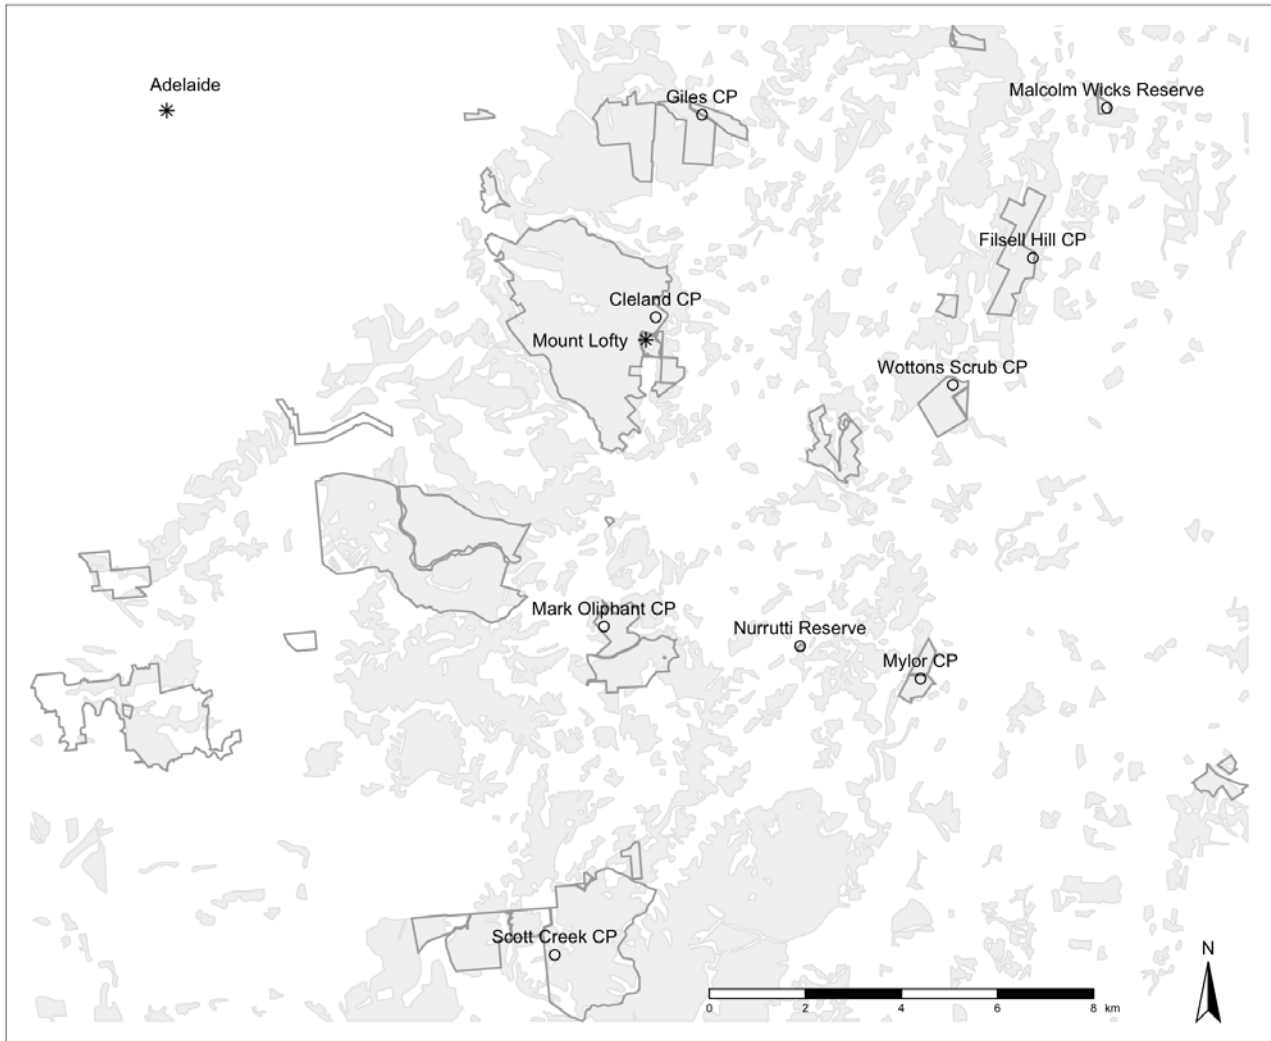 Adelaide
Giles CP
Malcolm Wicks Reserve
Filsell Hill CP
Cleland CP
Mount Lofty
Wottons Scrub CP
Mark Oliphant CP
Nurrutti Reserve
Mylor CP
Scott Creek CP
N
0 2 4 6 8 km